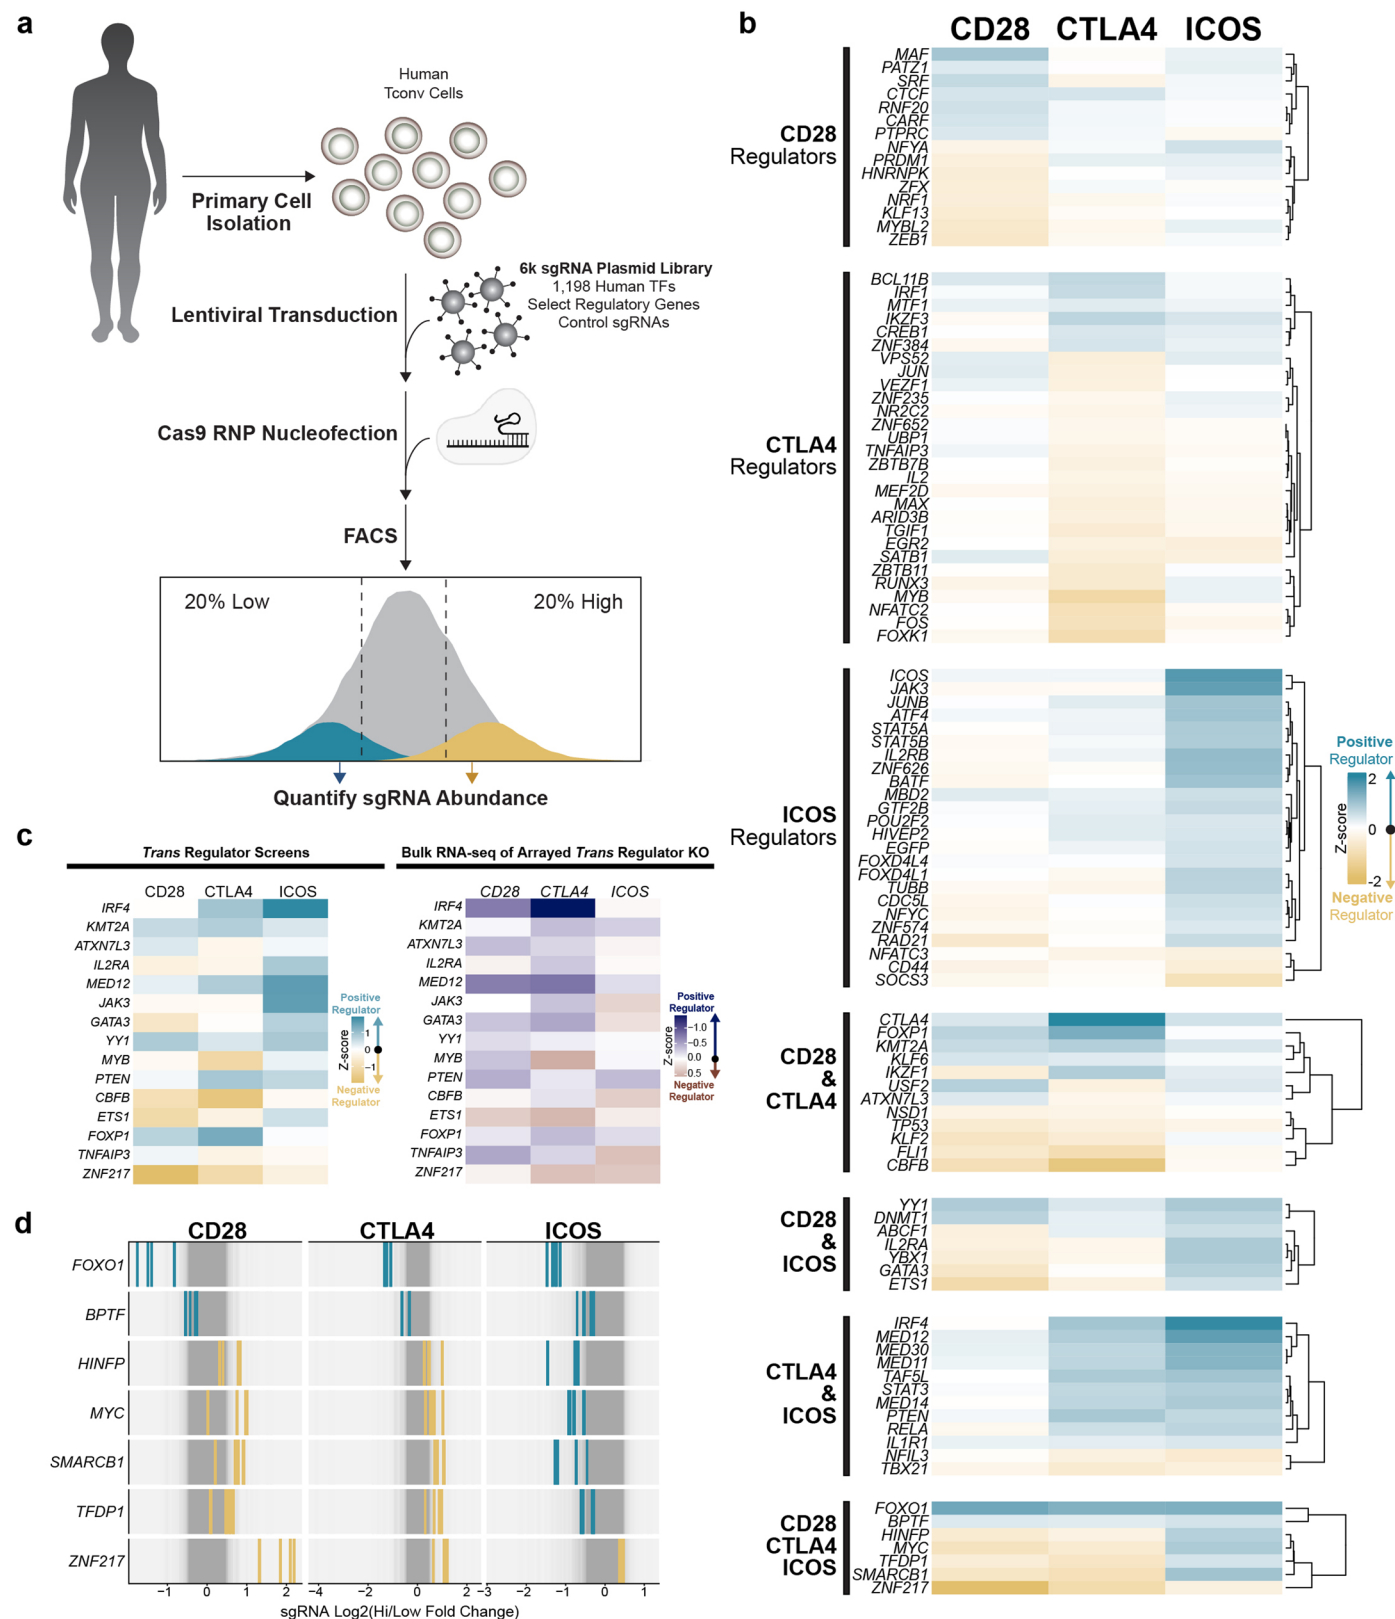 a
Human
Tconv Cells
Primary Cell
Isolation
6k sgRNA Plasmid Library
1,198 Human TFs
Select Regulatory Genes
Control sgRNAs
Lentiviral Transduction
Cas9 RNP Nucleofection
FACS
20% Low
20% High
Quantify sgRNA Abundance
b
CD28 CTLA4 ICOS
CD28
Regulators
MAF
PATZ1
SRF
CTCF
RNF20
CARF
PTPRC
NFYA
PRDM1
HNRNPK
ZFX
NRF1
KLF13
MYBL2
ZEB1
CTLA4
Regulators
BCL11B
IRF1
MTF1
IKZF3
CREB1
ZNF384
VPS52
JUN
VEZF1
ZNF235
NR2C2
ZNF652
UBP1
TNFAIP3
ZBTB7B
IL2
MEF2D
MAX
ARID3B
TGIF1
EGR2
SATB1
ZBTB11
RUNX3
MYB
NFATC2
FOS
FOXK1
ICOS
Regulators
ICOS
JAK3
JUNB
ATF4
STAT5A
STAT5B
IL2RB
ZNF626
BATF
MBD2
GTF2B
POU2F2
HIVEP2
EGFP
FOXD4L4
FOXD4L1
TUBB
CDC5L
NFYC
ZNF574
RAD21
NFATC3
CD44
SOCS3
Positive
Regulator
Z-score
2
0
-2
Negative
Regulator
CD28
&
CTLA4
CTLA4
FOXP1
KMT2A
KLF6
IKZF1
USF2
ATXN7L3
NSD1
TP53
KLF2
FLI1
CBFB
CD28
&
ICOS
YY1
DNMT1
ABCF1
IL2RA
YBX1
GATA3
ETS1
CTLA4
&
ICOS
IRF4
MED12
MED30
MED11
TAF5L
STAT3
MED14
PTEN
RELA
IL1R1
NFIL3
TBX21
CD28
CTLA4
ICOS
FOXO1
BPTF
HINFP
MYC
TFDP1
SMARCB1
ZNF217
c
Trans Regulator Screens
CD28 CTLA4 ICOS
IRF4
KMT2A
ATXN7L3
IL2RA
MED12
JAK3
GATA3
YY1
MYB
PTEN
CBFB
ETS1
FOXP1
TNFAIP3
ZNF217
Positive
Regulator
Z-score
1
0
−1
Negative
Regulator
Bulk RNA-seq of Arrayed Trans Regulator KO
CD28 CTLA4 ICOS
IRF4
KMT2A
ATXN7L3
IL2RA
MED12
JAK3
GATA3
YY1
MYB
PTEN
CBFB
ETS1
FOXP1
TNFAIP3
ZNF217
Positive
Regulator
Z-score
−1.0
−0.5
0.0
0.5
Negative
Regulator
d
CD28 CTLA4 ICOS
FOXO1
BPTF
HINFP
MYC
SMARCB1
TFDP1
ZNF217
−1 0 1 2 −4 −2 0 2 −3 −2 −1 0 1
sgRNA Log2(Hi/Low Fold Change)